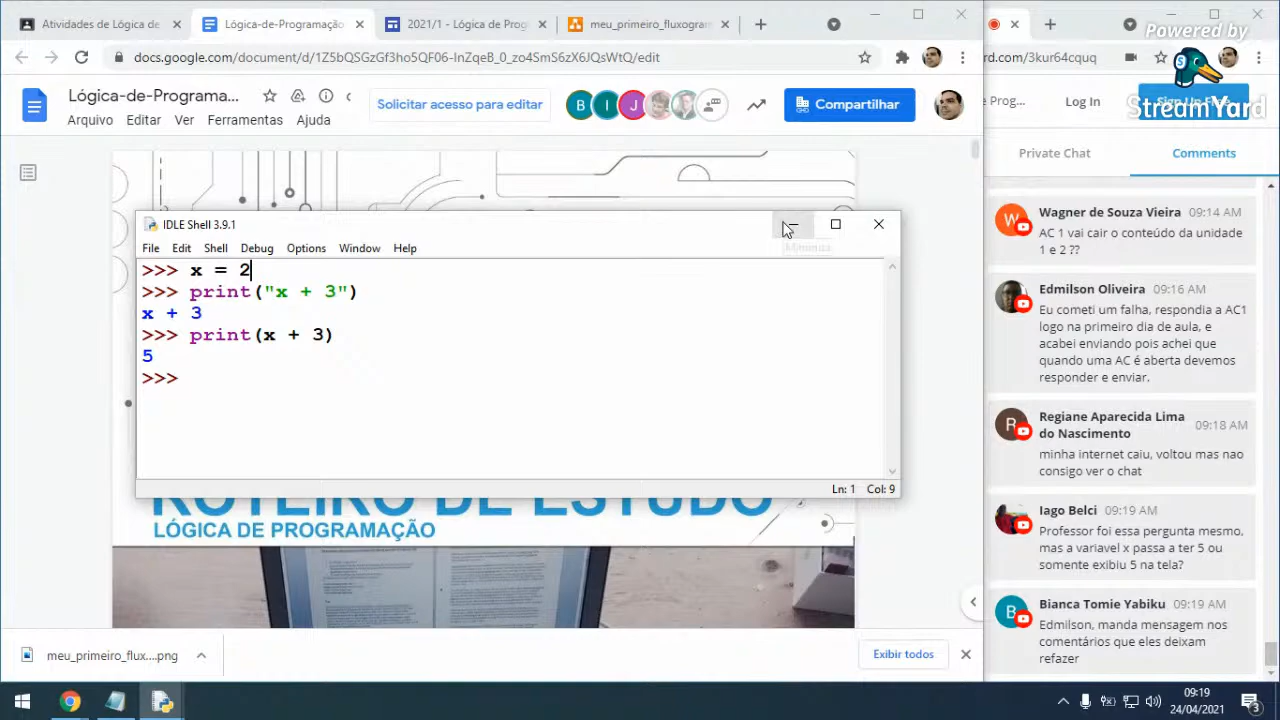 Atividades de Lógica de
Lógica-de-Programação
2021/1 - Lógica de Prog
meu_primeiro_fluxogram
docs.google.com/document/d/1Z5bQSGzGf3ho5QF06-InZqeB_0_zo4SmS6zX6JQsWtQ/edit
Lógica-de-Programa...
Arquivo Editar Ver Ferramentas Ajuda
Solicitar acesso para editar
B I J
Compartilhar
IDLE Shell 3.9.1
Minimize
File Edit Shell Debug Options Window Help
>>> x = 2
>>> print("x + 3")
x + 3
>>> print(x + 3)
5
>>>
Ln: 1 Col: 9
ROTEIRO DE ESTUDO
LÓGICA DE PROGRAMAÇÃO
meu_primeiro_flux....png
Exibir todos
Powered by
StreamYard
rd.com/3kur64cquq
e Prog...
Log In
Private Chat
Comments
W
Wagner de Souza Vieira 09:14 AM
AC 1 vai cair o conteúdo da unidade
1 e 2 ??
Edmilson Oliveira 09:16 AM
Eu cometi um falha, respondia a AC1
logo na primeiro dia de aula, e
acabei enviando pois achei que
quando uma AC é aberta devemos
responder e enviar.
R
Regiane Aparecida Lima
do Nascimento 09:18 AM
minha internet caiu, voltou mas nao
consigo ver o chat
Iago Belci 09:19 AM
Professor foi essa pergunta mesmo,
mas a variavel x passa a ter 5 ou
somente exibiu 5 na tela?
B
Bianca Tomie Yabiku 09:19 AM
Edmilson, manda mensagem nos
comentários que eles deixam
refazer
09:19
24/04/2021
3